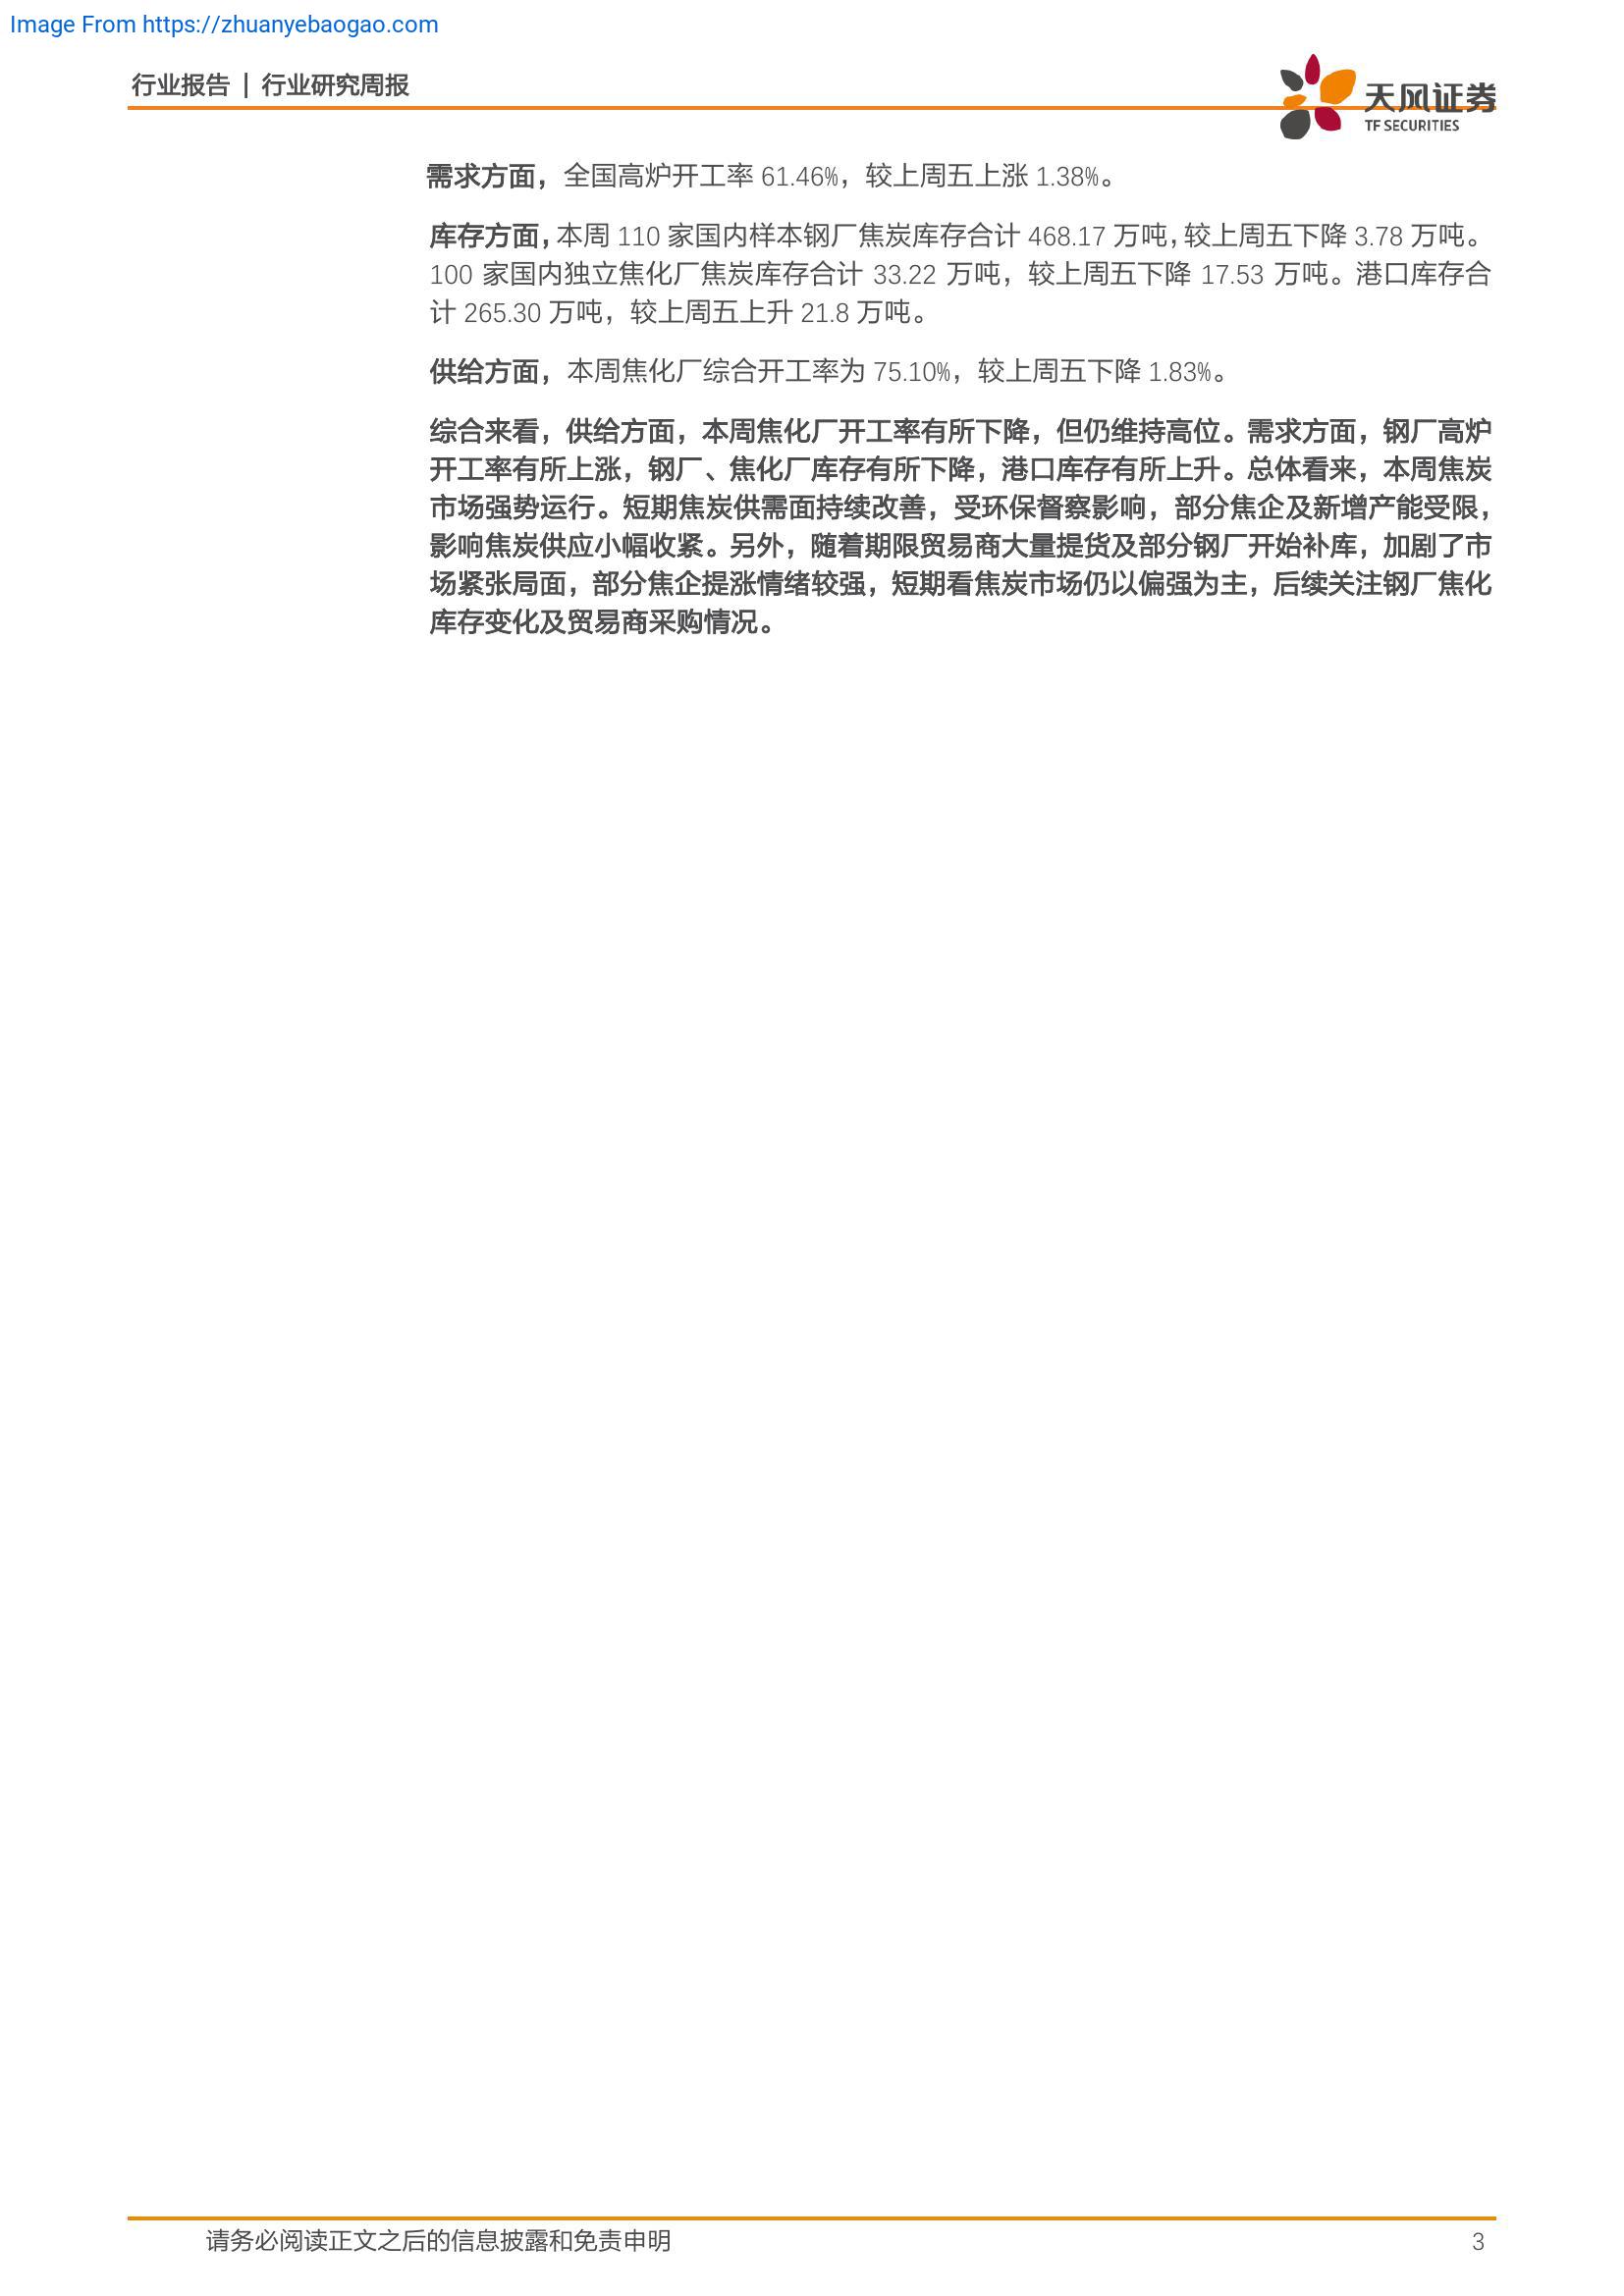 Image From https://zhuanyebaogao.com
行业报告 | 行业研究周报
天风证券
TF SECURITIES
需求方面，全国高炉开工率 61.46%，较上周五上涨 1.38%。
库存方面，本周 110 家国内样本钢厂焦炭库存合计 468.17 万吨，较上周五下降 3.78 万吨。
100 家国内独立焦化厂焦炭库存合计 33.22 万吨，较上周五下降 17.53 万吨。港口库存合
计 265.30 万吨，较上周五上升 21.8 万吨。
供给方面，本周焦化厂综合开工率为 75.10%，较上周五下降 1.83%。
综合来看，供给方面，本周焦化厂开工率有所下降，但仍维持高位。需求方面，钢厂高炉
开工率有所上涨，钢厂、焦化厂库存有所下降，港口库存有所上升。总体看来，本周焦炭
市场强势运行。短期焦炭供需面持续改善，受环保督察影响，部分焦企及新增产能受限，
影响焦炭供应小幅收紧。另外，随着期限贸易商大量提货及部分钢厂开始补库，加剧了市
场紧张局面，部分焦企提涨情绪较强，短期看焦炭市场仍以偏强为主，后续关注钢厂焦化
库存变化及贸易商采购情况。
请务必阅读正文之后的信息披露和免责申明
3